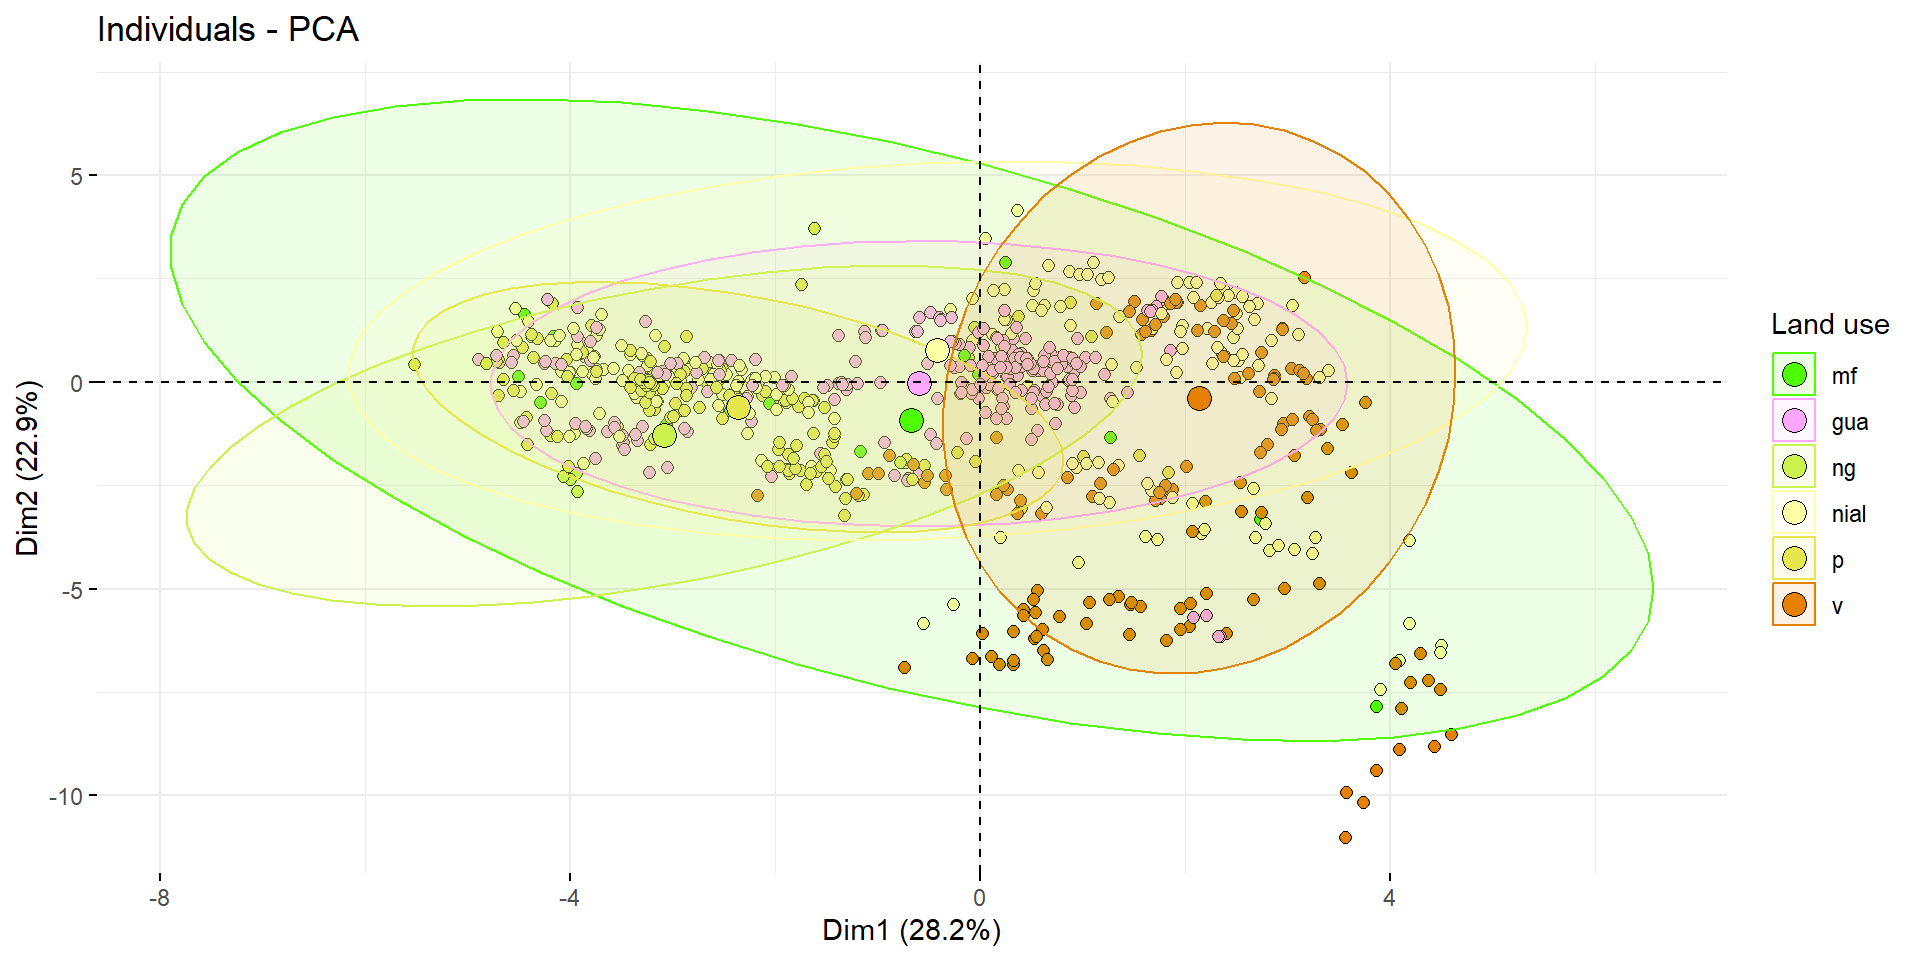 Individuals - PCA
5
0
-5
-10
Dim2 (22.9%)
-8
-4
0
4
Dim1 (28.2%)
Land use
mf
gua
ng
nial
p
v